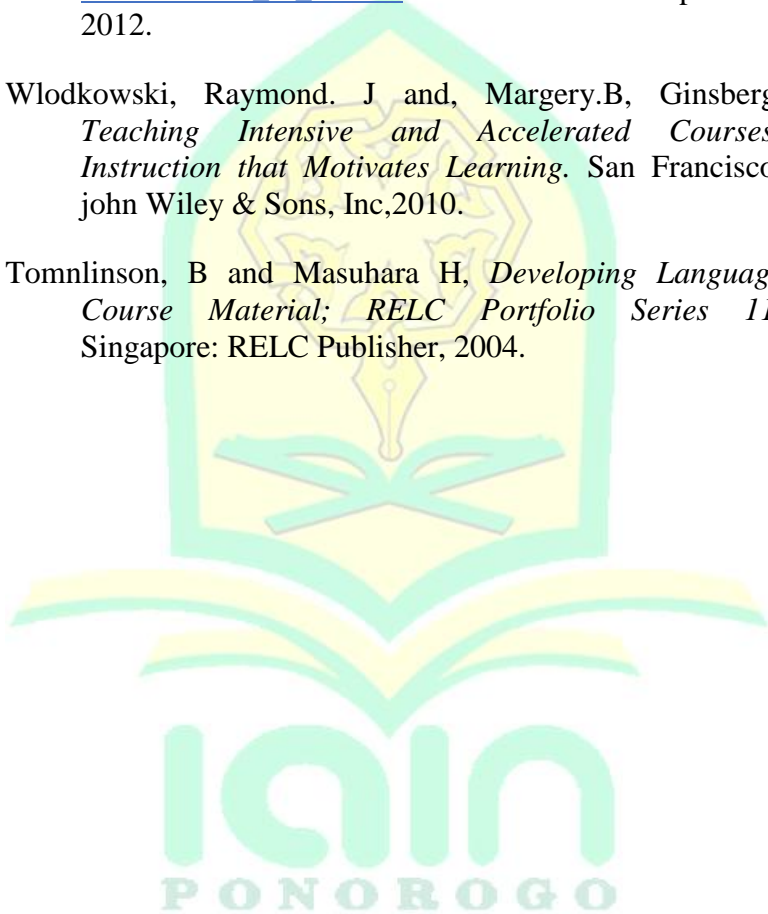 2012.
Wlodkowski, Raymond. J and, Margery.B, Ginsberg
Teaching Intensive and Accelerated Courses
Instruction that Motivates Learning. San Francisco
john Wiley & Sons, Inc,2010.
Tomnlinson, B and Masuhara H, Developing Languag
Course Material; RELC Portfolio Series 11
Singapore: RELC Publisher, 2004.
iain
PONOROGO